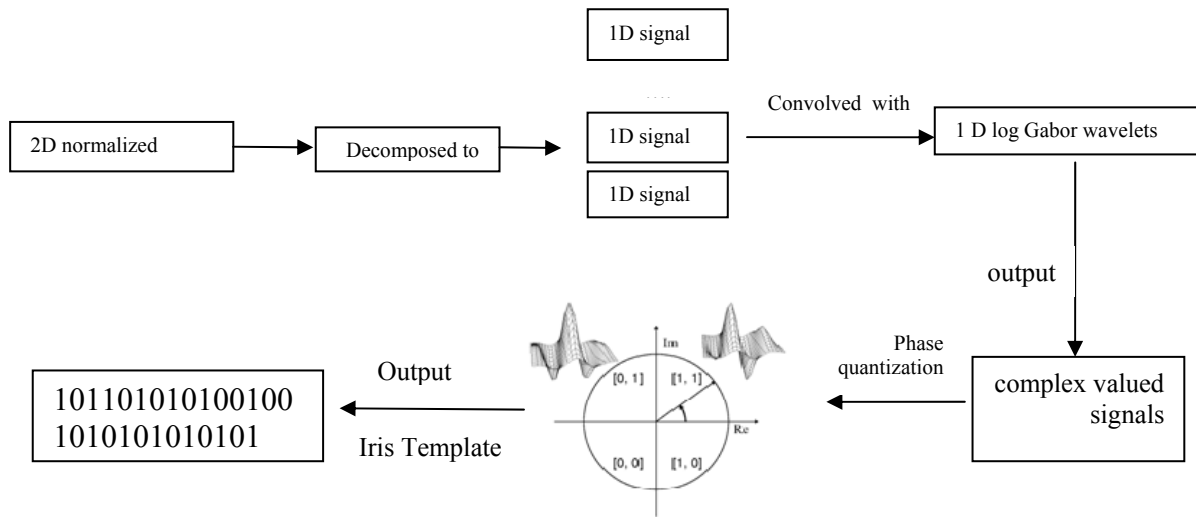 1D signal
2D normalized
Decomposed to
1D signal
1D signal
Convolved with
1 D log Gabor wavelets
output
complex valued
signals
Phase
quantization
Im
[0, 1]
[1, 1]
Re
[0, 0]
[1, 0]
Output
Iris Template
101101010100100
1010101010101